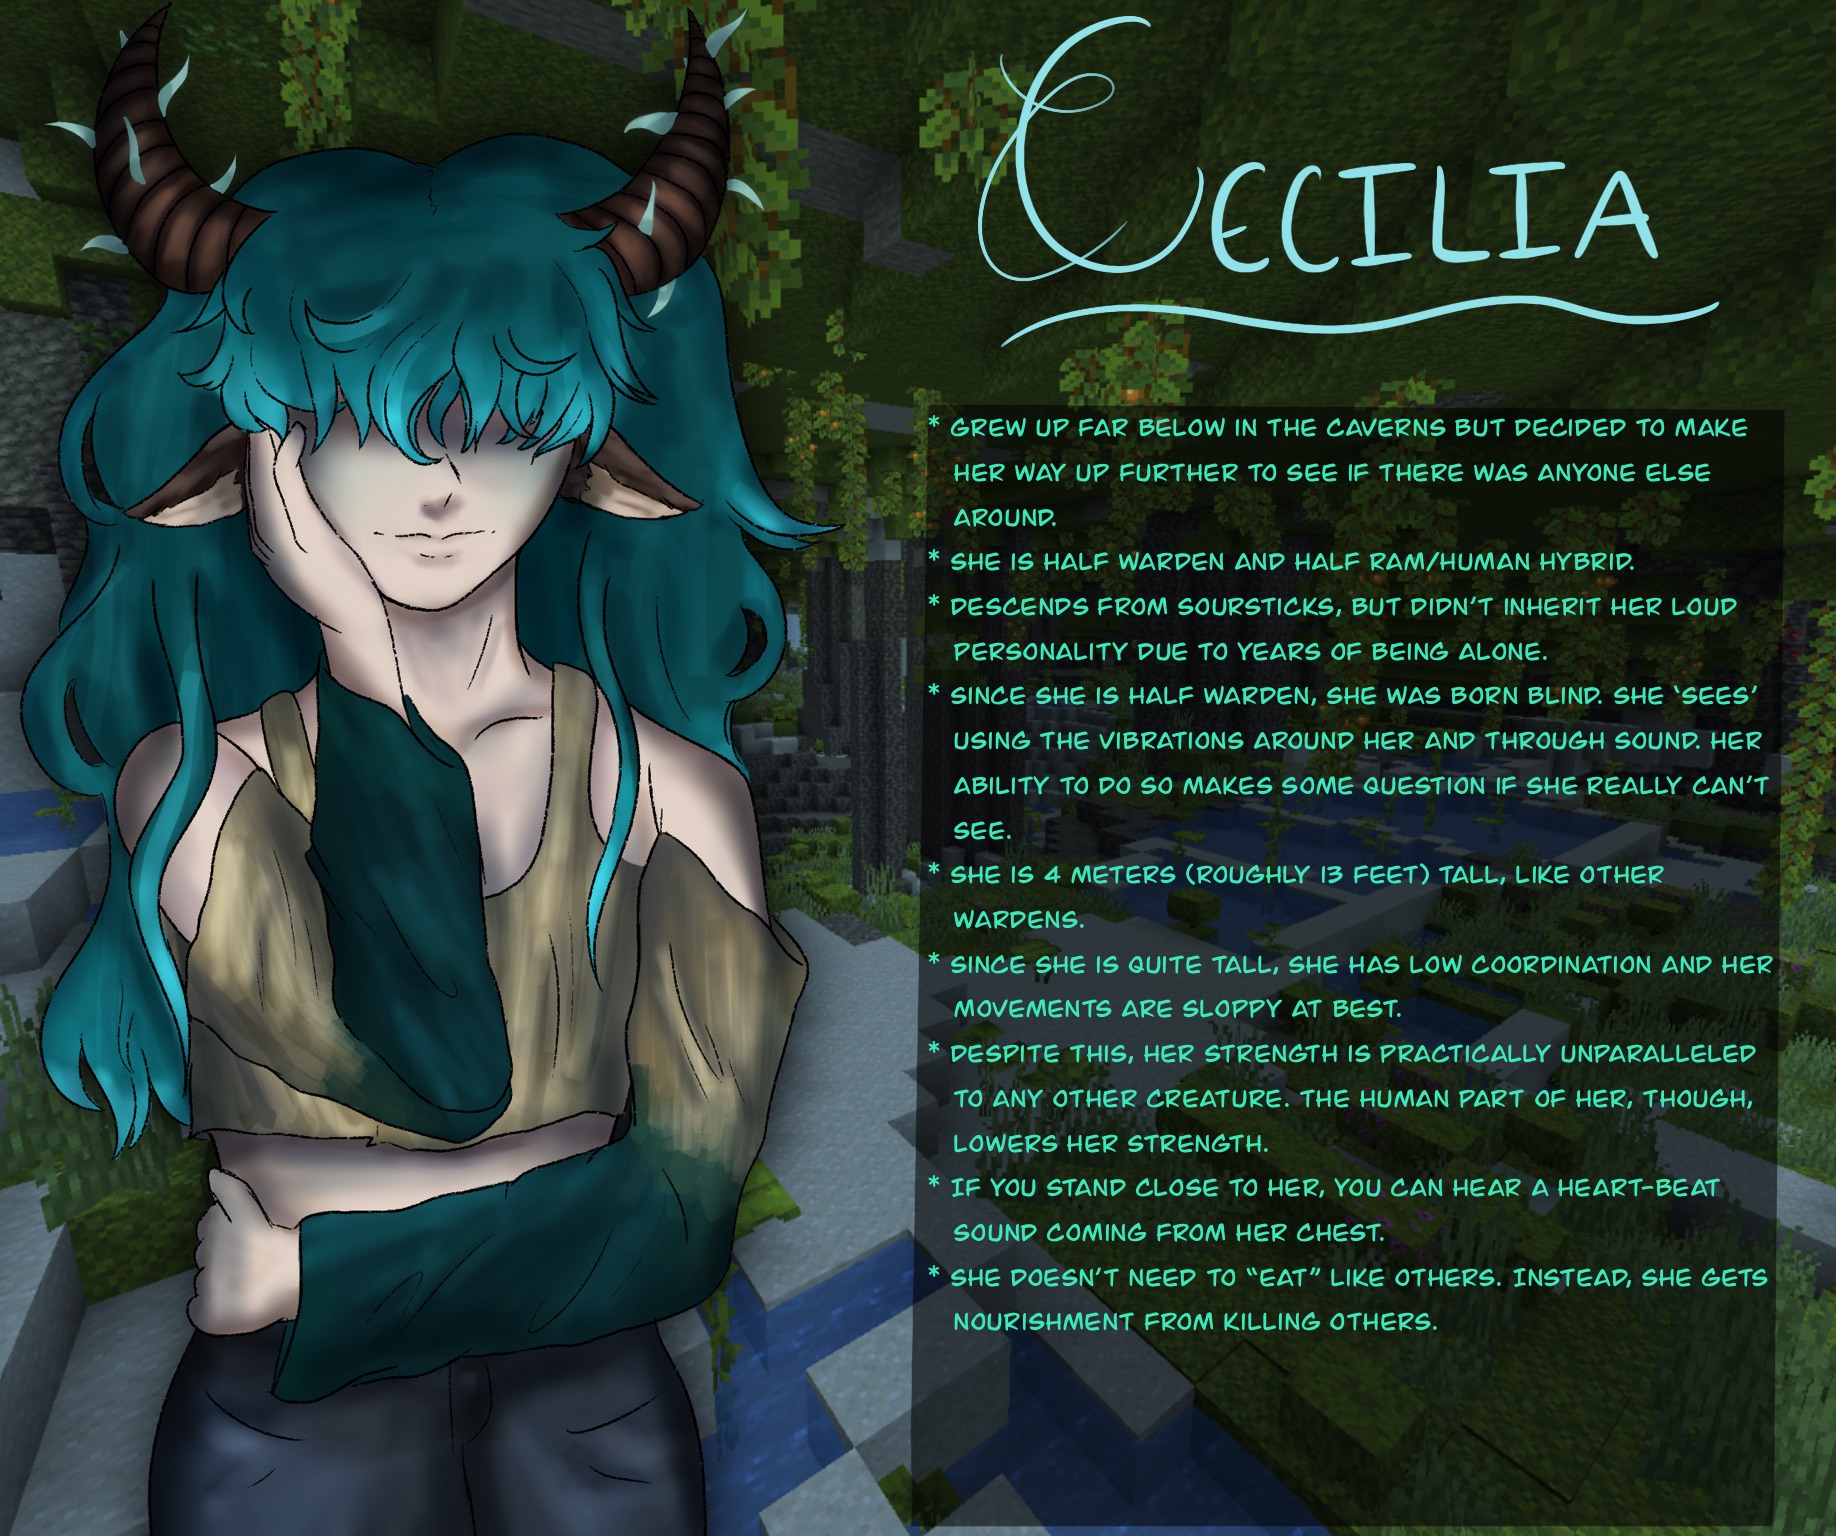 CECILIA
* GREW UP FAR BELOW IN THE CAVERNS BUT DECIDED TO MAKE
HER WAY UP FURTHER TO SEE IF THERE WAS ANYONE ELSE
AROUND.
* SHE IS HALF WARDEN AND HALF RAM/HUMAN HYBRID.
* DESCENDS FROM SOURSTICKS, BUT DIDN'T INHERIT HER LOUD
PERSONALITY DUE TO YEARS OF BEING ALONE.
* SINCE SHE IS HALF WARDEN, SHE WAS BORN BLIND. SHE 'SEES'
USING THE VIBRATIONS AROUND HER AND THROUGH SOUND. HER
ABILITY TO DO SO MAKES SOME QUESTION IF SHE REALLY CAN'T
SEE.
* SHE IS 4 METERS (ROUGHLY 13 FEET) TALL, LIKE OTHER
WARDENS.
* SINCE SHE IS QUITE TALL, SHE HAS LOW COORDINATION AND HER
MOVEMENTS ARE SLOPPY AT BEST.
* DESPITE THIS, HER STRENGTH IS PRACTICALLY UNPARALLELED
TO ANY OTHER CREATURE. THE HUMAN PART OF HER, THOUGH,
LOWERS HER STRENGTH.
* IF YOU STAND CLOSE TO HER, YOU CAN HEAR A HEART-BEAT
SOUND COMING FROM HER CHEST.
* SHE DOESN'T NEED TO "EAT" LIKE OTHERS. INSTEAD, SHE GETS
NOURISHMENT FROM KILLING OTHERS.